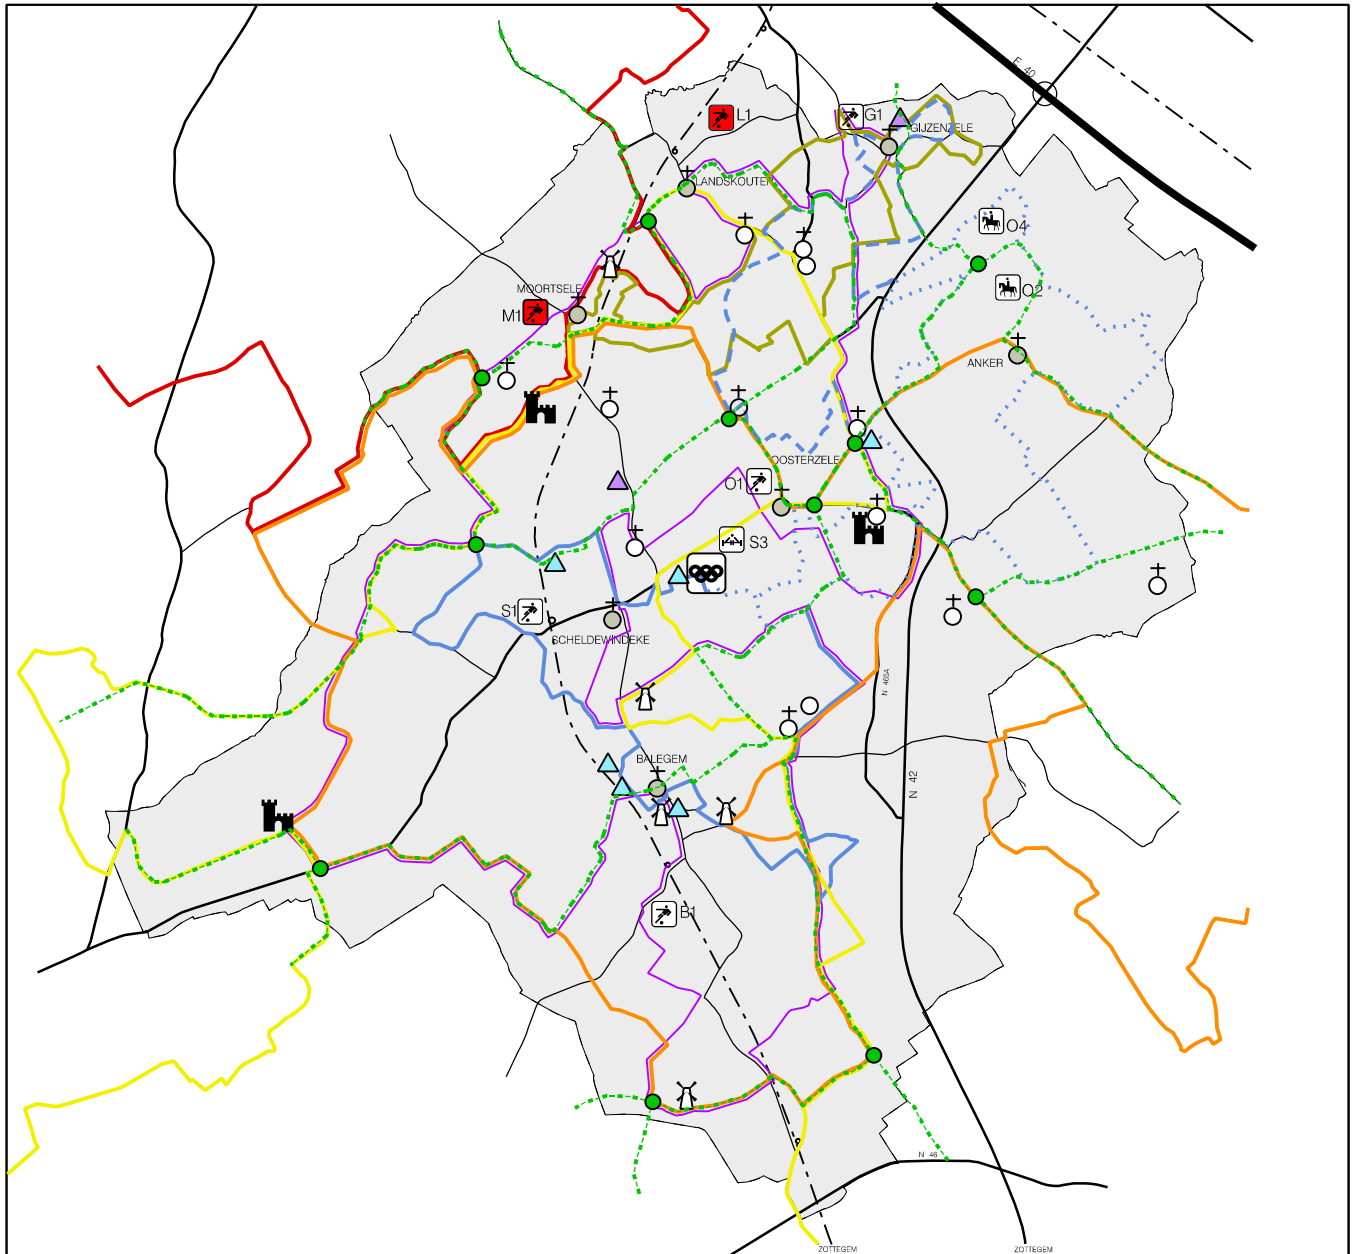 E 40
L1
G1
GIJZENZELE
LANDSKOUTER
O4
MOORTSELE
O2
M1
ANKER
OOSTERZELE
O1
S3
S1
SCHELDEWINDEKE
N 465A
BALEGEM
N 42
B1
N 46
ZOTTEGEM
ZOTTEGEM